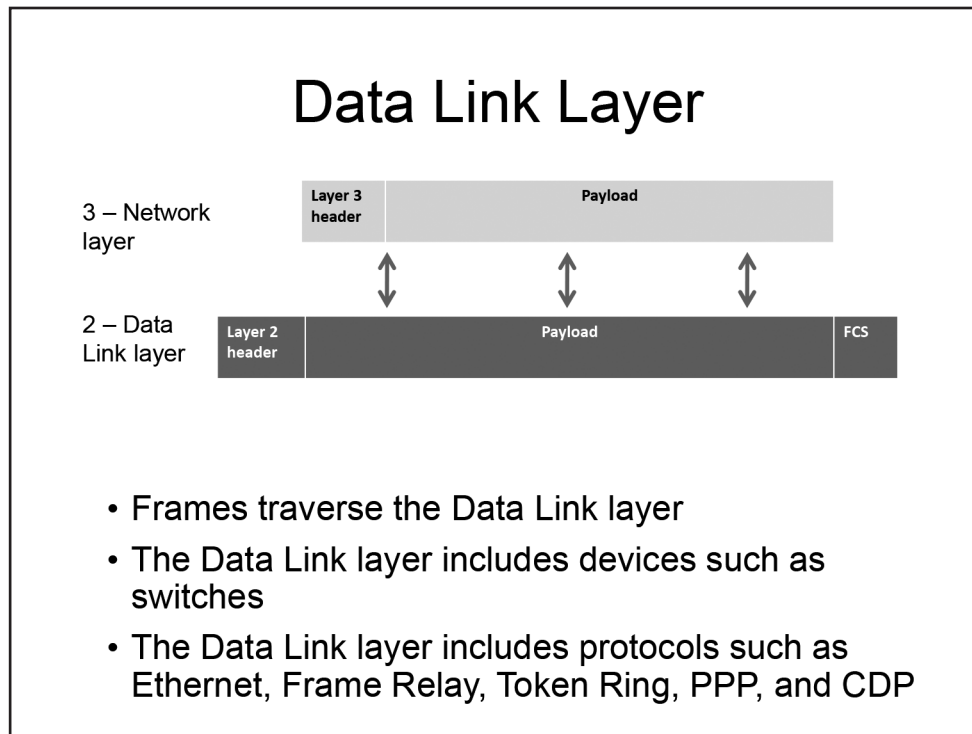 Data Link Layer
3 – Network
layer
Layer 3
header
Payload
2 – Data
Link layer
Layer 2
header
Payload
FCS
• Frames traverse the Data Link layer
• The Data Link layer includes devices such as
switches
• The Data Link layer includes protocols such as
Ethernet, Frame Relay, Token Ring, PPP, and CDP